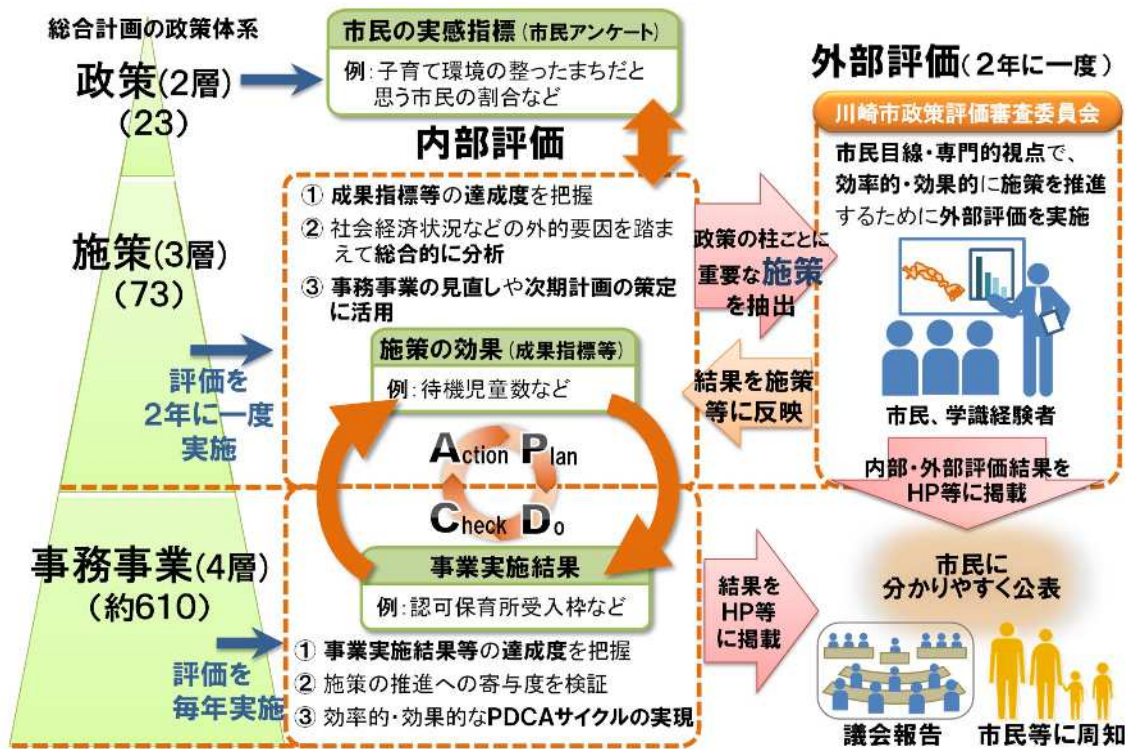 総合計画の政策体系
政策(2層)
(23)
市民の実感指標(市民アンケート)
例:子育て環境の整ったまちだと
思う市民の割合など
施策(3層)
(73)
評価を
2年に一度
実施
内部評価
① 成果指標等の達成度を把握
② 社会経済状況などの外的要因を踏ま
えて総合的に分析
③ 事務事業の見直しや次期計画の策定
に活用
施策の効果(成果指標等)
例:待機児童数など
Action Plan
Check Do
事務事業(4層)
(約610)
評価を
毎年実施
事業実施結果
例:認可保育所受入枠など
① 事業実施結果等の達成度を把握
② 施策の推進への寄与度を検証
③ 効率的・効果的なPDCAサイクルの実現
政策の柱ごとに
重要な施策
を抽出
結果を施策
等に反映
外部評価(2年に一度)
川崎市政策評価審査委員会
市民目線・専門的視点で、
効率的・効果的に施策を推進
するために外部評価を実施
市民、学識経験者
内部・外部評価結果を
HP等に掲載
結果を
HP等
に掲載
市民に
分かりやすく公表
議会報告
市民等に周知